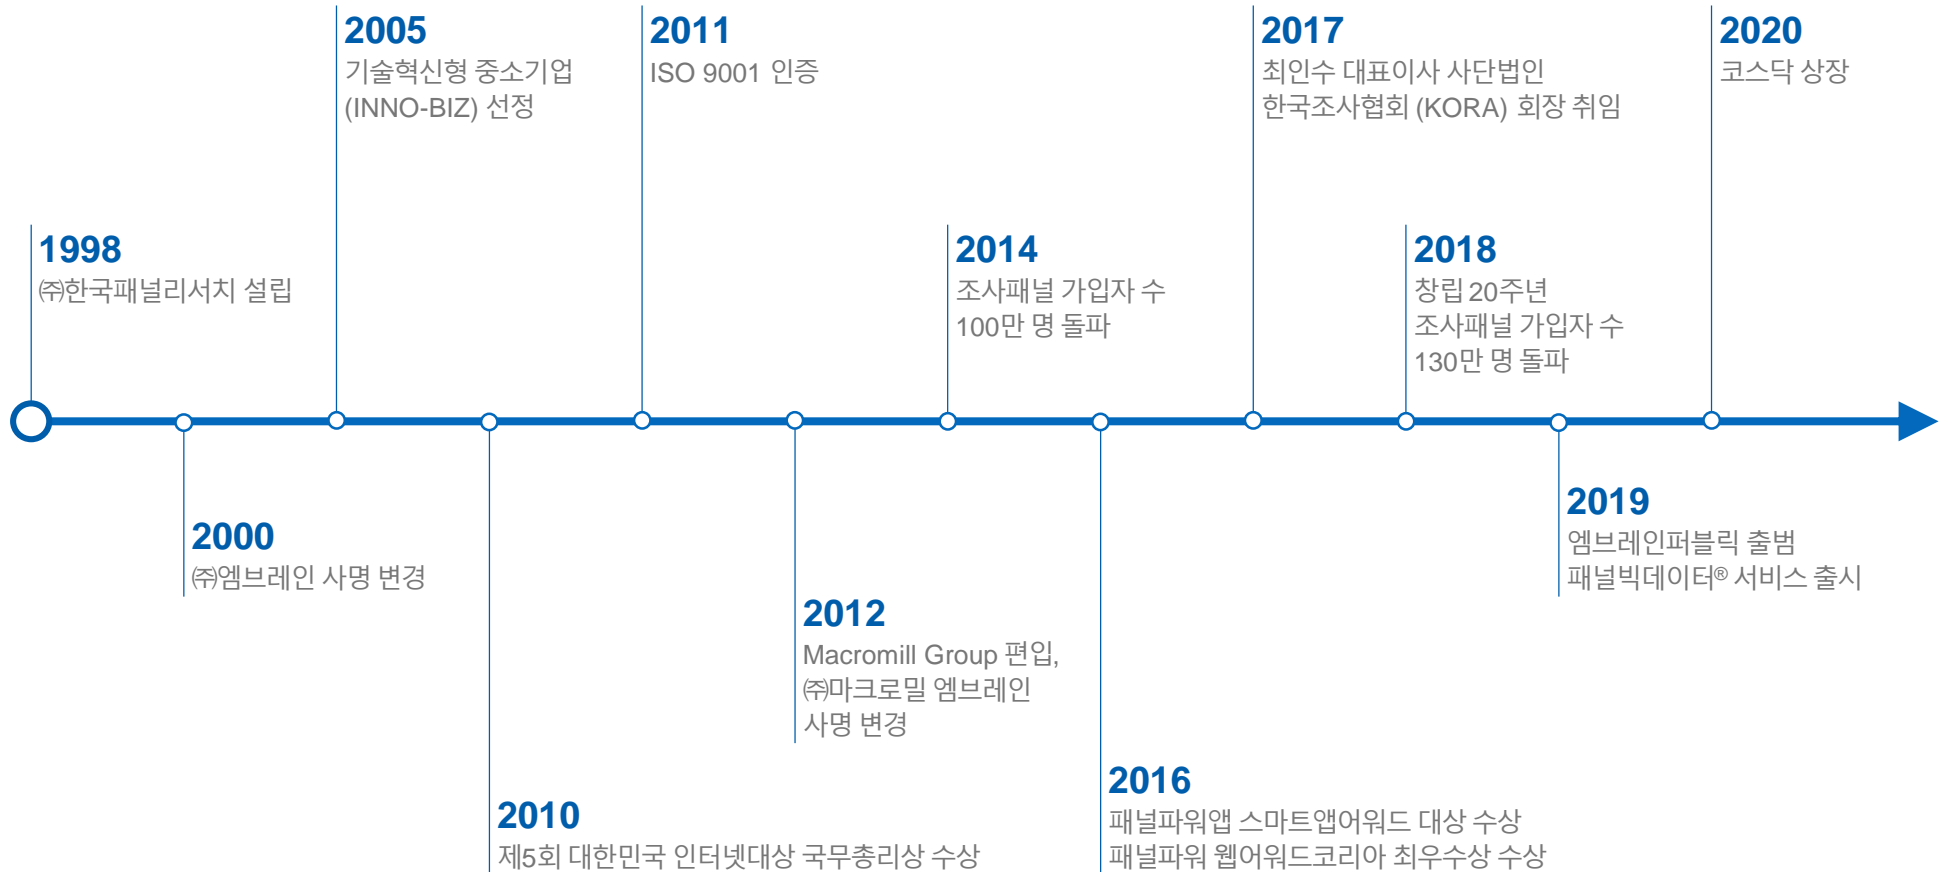 1998
㈜한국패널리서치 설립
2000
㈜엠브레인 사명 변경
2005
기술혁신형 중소기업
(INNO-BIZ) 선정
2010
제5회 대한민국 인터넷대상 국무총리상 수상
2011
ISO 9001 인증
2012
Macromill Group 편입,
㈜마크로밀 엠브레인
사명 변경
2014
조사패널 가입자 수
100만 명 돌파
2016
패널파워앱 스마트앱어워드 대상 수상
패널파워 웹어워드코리아 최우수상 수상
2017
최인수 대표이사 사단법인
한국조사협회 (KORA) 회장 취임
2018
창립 20주년
조사패널 가입자 수
130만 명 돌파
2019
엠브레인퍼블릭 출범
패널빅데이터® 서비스 출시
2020
코스닥 상장